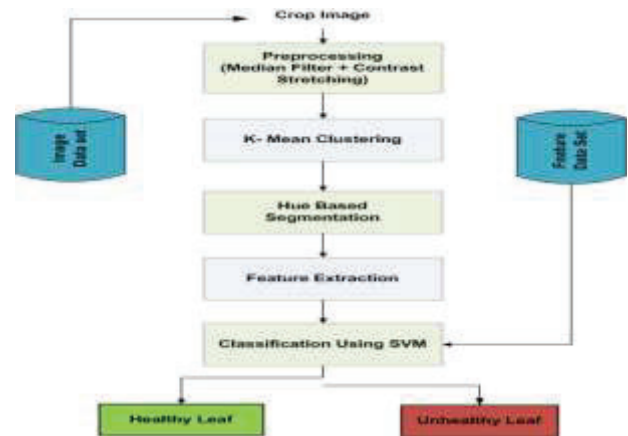 Crop Image
Preprocessing
(Median Filter + Contrast
Stretching)
Image
Data set
K- Mean Clustering
Feature
Data Set
Hue Based
Segmentation
Feature Extraction
Classification Using SVM
Healthy Leaf
Unhealthy Leaf